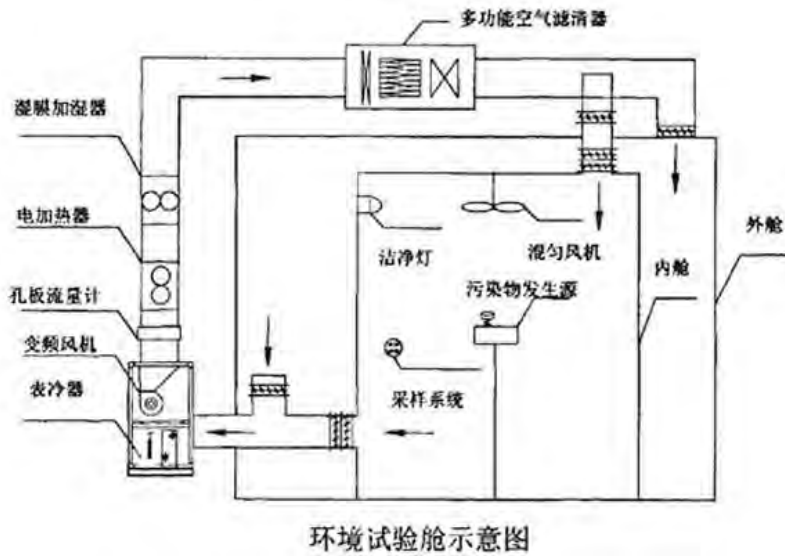 多功能空气滤清器
湿膜加湿器
电加热器
孔板流量计
变频风机
表冷器
洁净灯
混匀风机
外舱
内舱
污染物发生源
采样系统
环境试验舱示意图